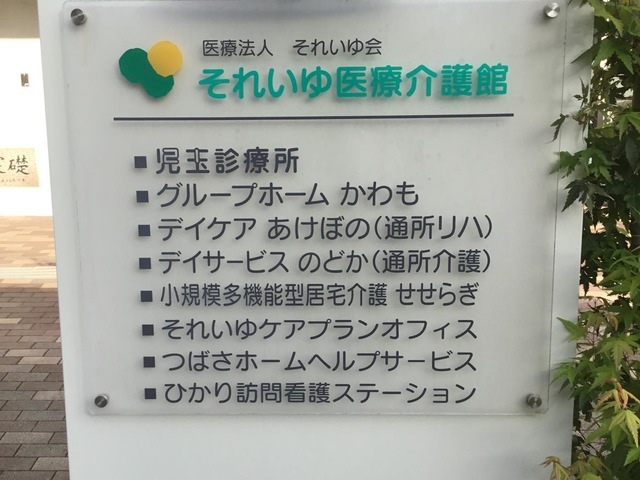 医療法人 それいゆ会
それいゆ医療介護館
■児玉診療所
■グループホーム かわも
■デイケア あけぼの(通所リハ)
■デイサービス のどか(通所介護)
■小規模多機能型居宅介護 せせらぎ
■それいゆケアプランオフィス
■つばさホームヘルプサービス
■ひかり訪問看護ステーション
礎